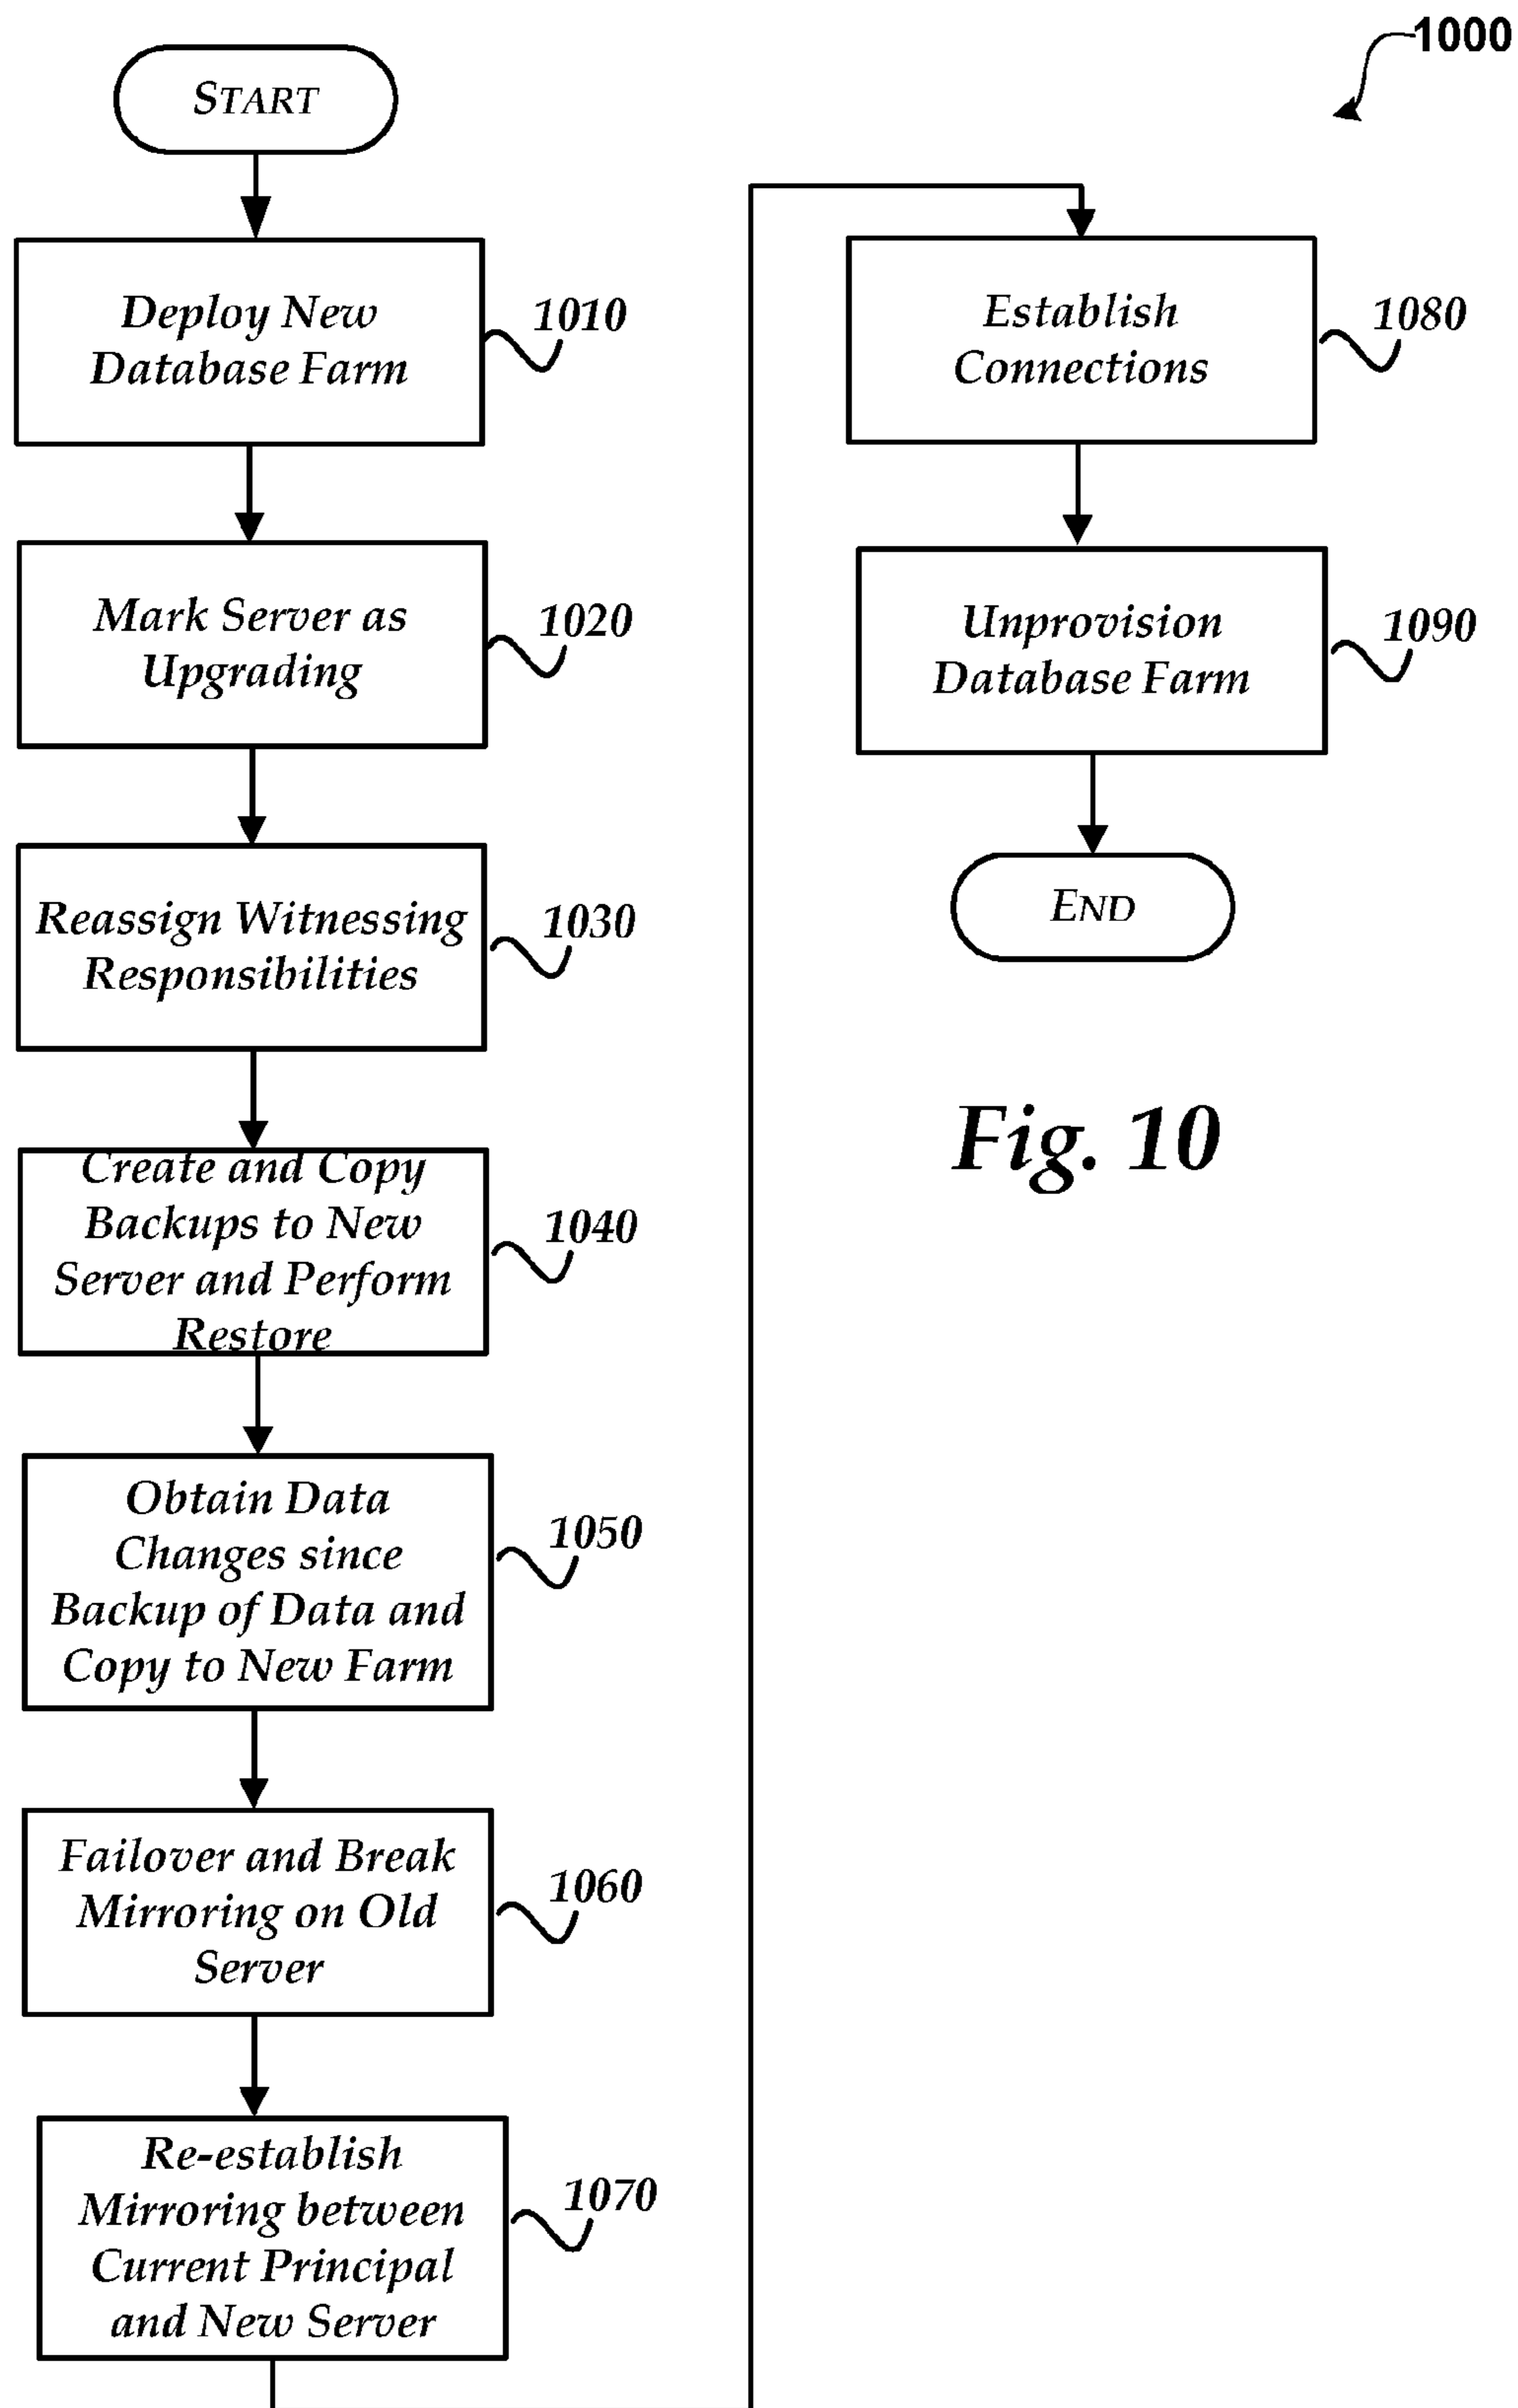 1000
START
Deploy New
Database Farm
1010
Mark Server as
Upgrading
1020
Reassign Witnessing
Responsibilities
1030
Create and Copy
Backups to New
Server and Perform
Restore
1040
Obtain Data
Changes since
Backup of Data and
Copy to New Farm
1050
Failover and Break
Mirroring on Old
Server
1060
Re-establish
Mirroring between
Current Principal
and New Server
1070
Establish
Connections
1080
Unprovision
Database Farm
1090
END
Fig. 10